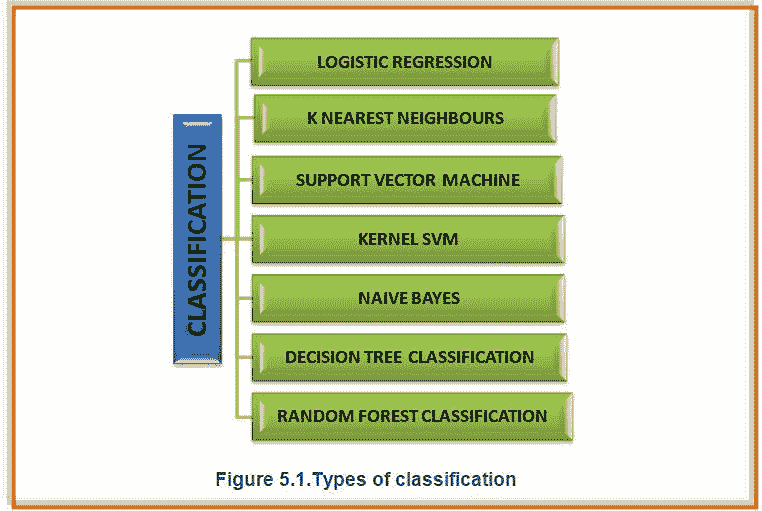 CLASSIFICATION
LOGISTIC REGRESSION
K NEAREST NEIGHBOURS
SUPPORT VECTOR MACHINE
KERNEL SVM
NAIVE BAYES
DECISION TREE CLASSIFICATION
RANDOM FOREST CLASSIFICATION
Figure 5.1.Types of classification